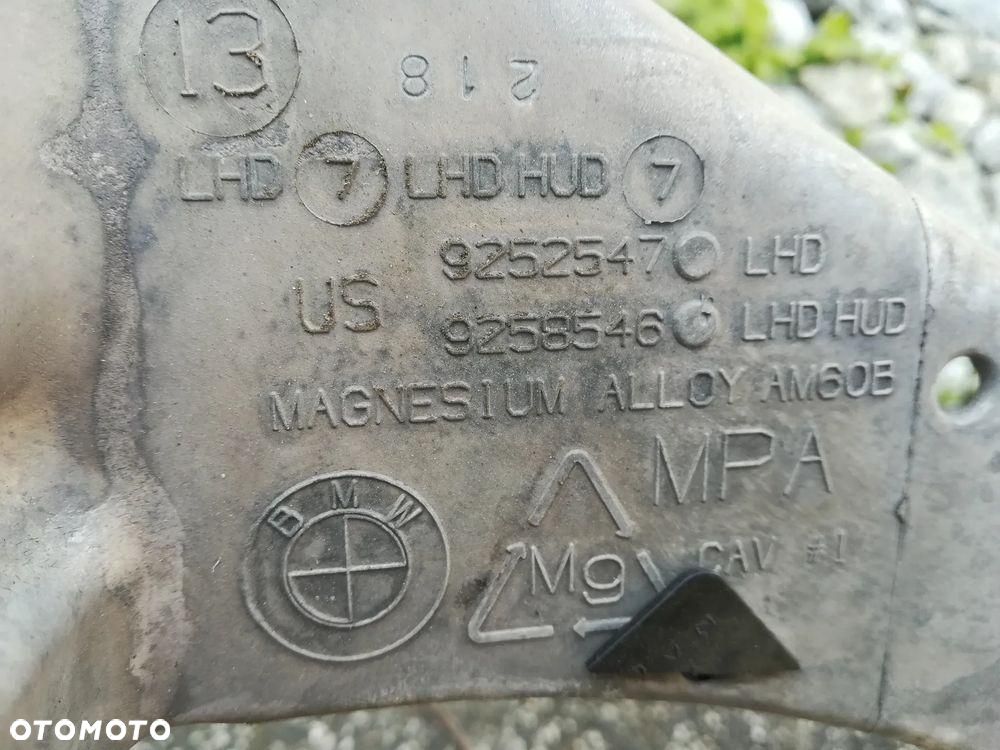 13
218
LHD 7 LHD HUD 7
9252547 LHD
US
9258546 LHD HUD
MAGNESIUM ALLOY AM60B
MPA
BMW
Mg
CAV #1
OTOMOTO